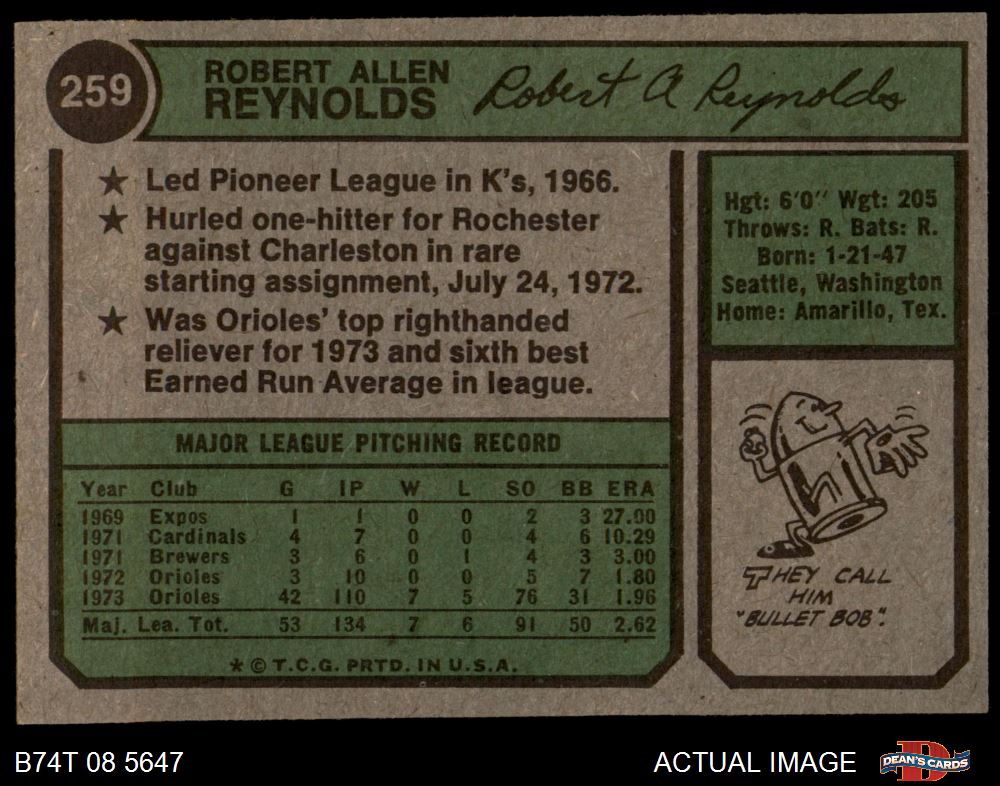 259
ROBERT ALLEN
REYNOLDS
Robert A Reynolds
★ Led Pioneer League in K's, 1966.
★ Hurled one-hitter for Rochester
against Charleston in rare
starting assignment, July 24, 1972.
★ Was Orioles' top righthanded
reliever for 1973 and sixth best
Earned Run Average in league.
Hgt: 6'0" Wgt: 205
Throws: R. Bats: R.
Born: 1-21-47
Seattle, Washington
Home: Amarillo, Tex.
MAJOR LEAGUE PITCHING RECORD
Year Club G IP W L SO BB ERA
1969 Expos 1 1 0 0 2 3 27.00
1971 Cardinals 4 7 0 0 4 6 10.29
1971 Brewers 3 6 0 1 4 3 3.00
1972 Orioles 3 10 0 0 5 7 1.80
1973 Orioles 42 110 7 5 76 31 1.96
Maj. Lea. Tot. 53 134 7 6 91 50 2.62
* © T.C.G. PRTD. IN U.S.A.
THEY CALL
HIM
"BULLET BOB".
B74T 08 5647
ACTUAL IMAGE
DEAN'S CARDS